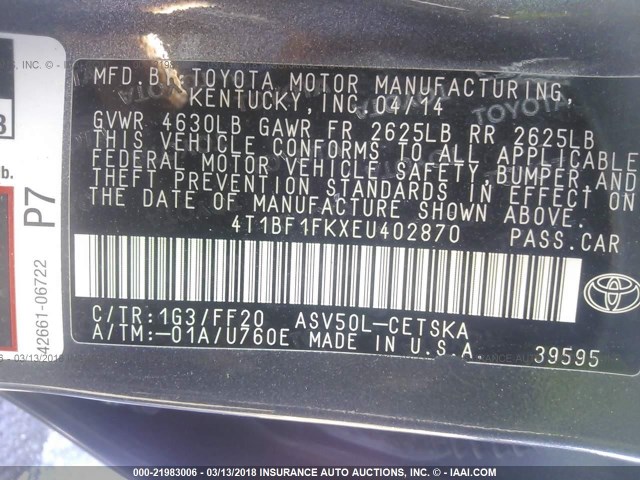 MFD. BY: TOYOTA MOTOR MANUFACTURING,
KENTUCKY, INC. 04/14
GVWR 4630LB GAWR FR 2625LB RR 2625LB
THIS VEHICLE CONFORMS TO ALL APPLICABLE
FEDERAL MOTOR VEHICLE SAFETY, BUMPER, AND
THEFT PREVENTION STANDARDS IN EFFECT ON
THE DATE OF MANUFACTURE SHOWN ABOVE.
4T1BF1FKXEU402870 PASS.CAR
C/TR:1G3/FF20 ASV50L-CETSKA
A/TM:-01A/U760E MADE IN U.S.A. 39595
P7
42661-06722
TOYOTA
000-21983006 - 03/13/2018 INSURANCE AUTO AUCTIONS, INC. - © - IAAI.COM